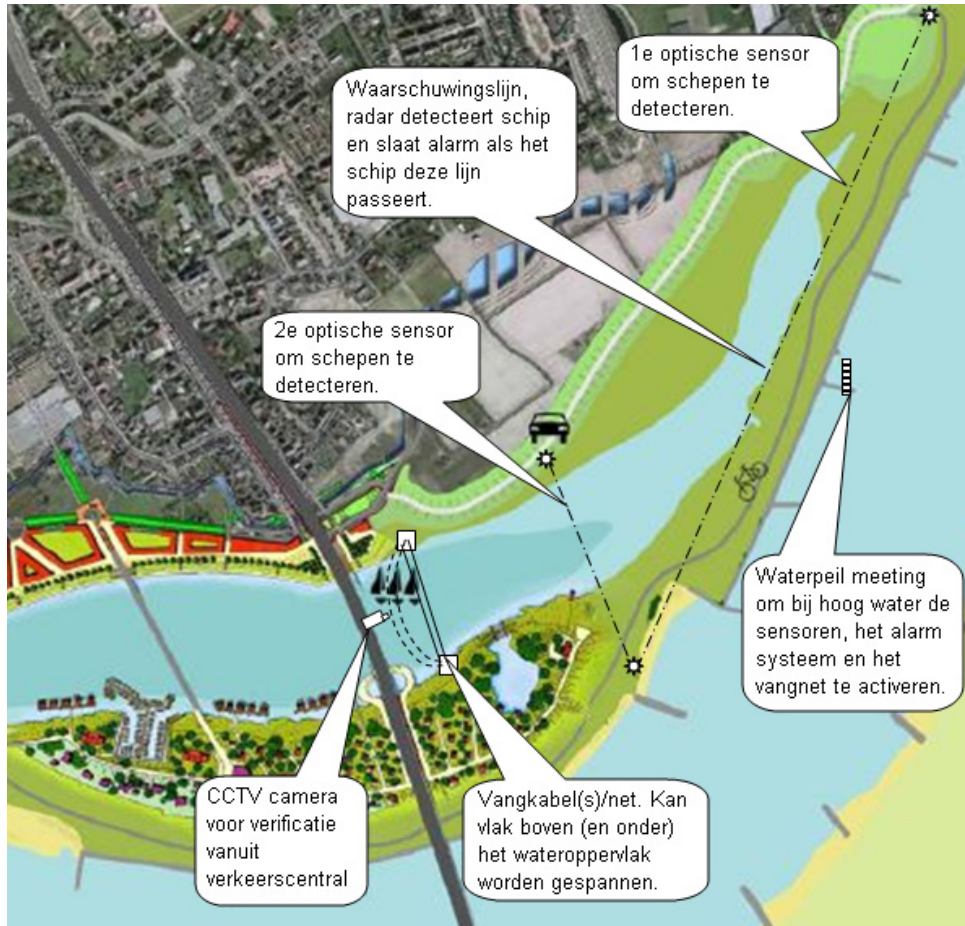 1e optische sensor
om schepen te
detecteren.
Waarschuwingslijn,
radar detecteert schip
en slaat alarm als het
schip deze lijn
passeert.
2e optische sensor
om schepen te
detecteren.
Waterpeil meeting
om bij hoog water de
sensoren, het alarm
systeem en het
vangnet te activeren.
CCTV camera
voor verificatie
vanuit
verkeerscentral
Vangkabel(s)/net. Kan
vlak boven (en onder)
het wateroppervlak
worden gespannen.